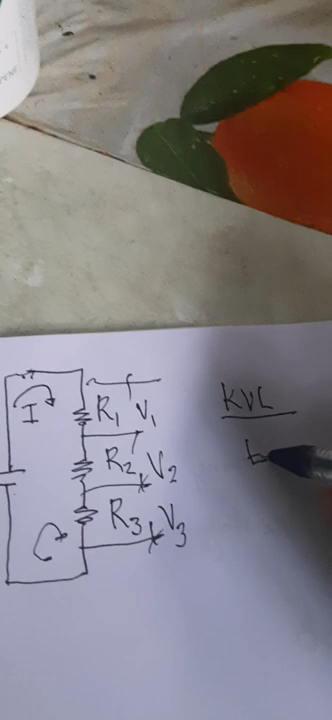 I
R1 V1
R2 V2
R3 V3
KVL